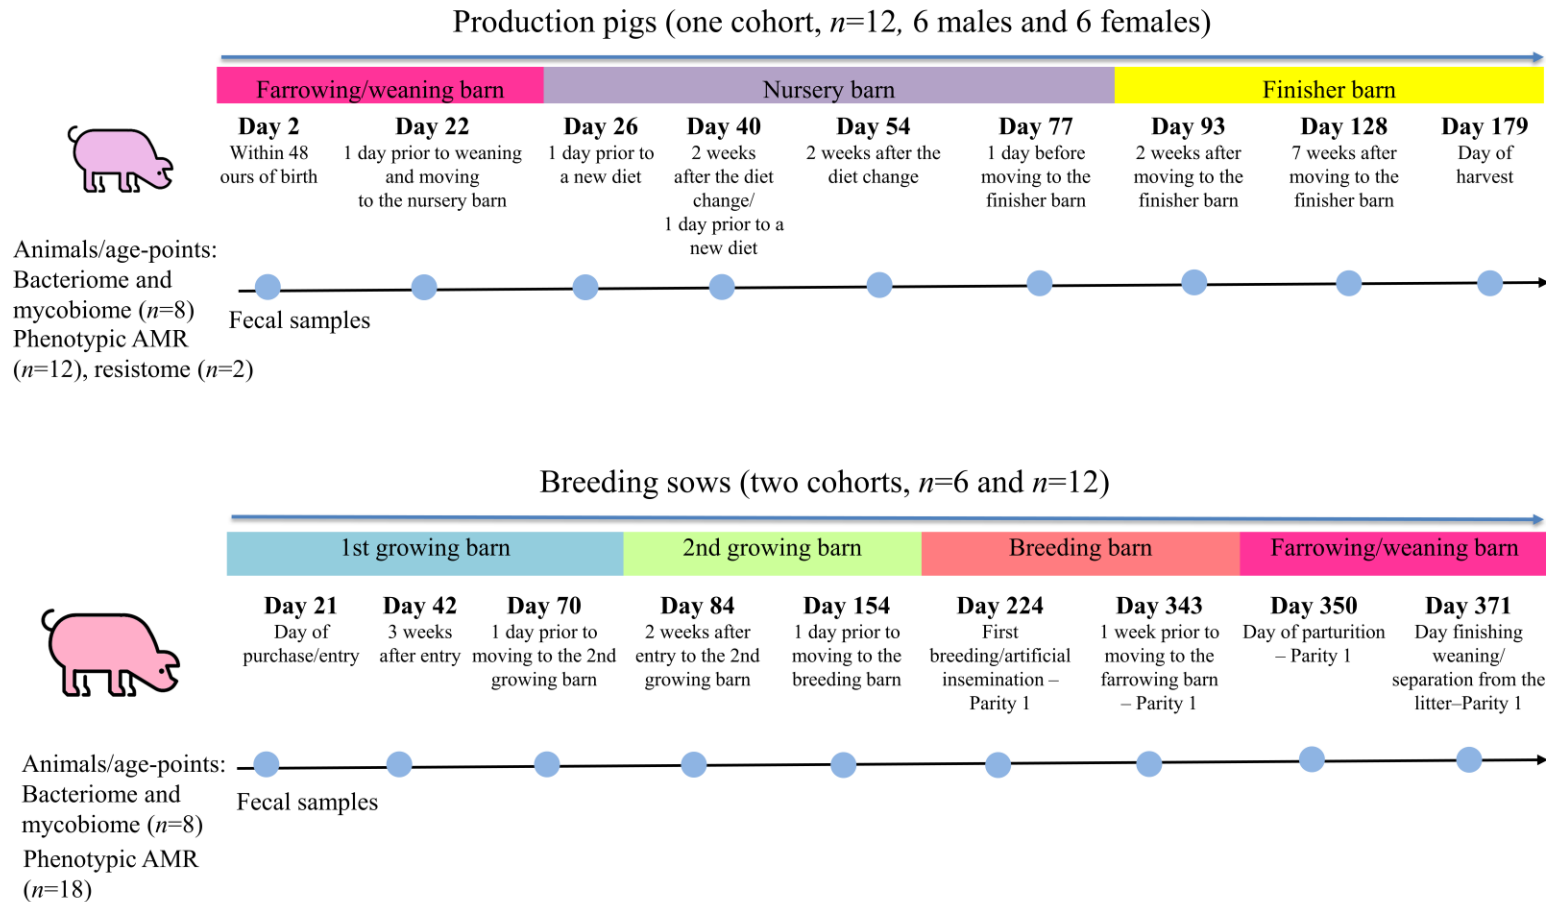 Production pigs (one cohort, n=12, 6 males and 6 females)
Farrowing/weaning barn
Nursery barn
Finisher barn
Day 2
Within 48
ours of birth
Day 22
1 day prior to weaning
and moving
to the nursery barn
Day 26
1 day prior to
a new diet
Day 40
2 weeks
after the diet
change/
1 day prior to a
new diet
Day 54
2 weeks after the
diet change
Day 77
1 day before
moving to the
finisher barn
Day 93
2 weeks after
moving to the
finisher barn
Day 128
7 weeks after
moving to the
finisher barn
Day 179
Day of
harvest
Animals/age-points:
Bacteriome and
mycobiome (n=8)
Phenotypic AMR
(n=12), resistome (n=2)
Fecal samples
Breeding sows (two cohorts, n=6 and n=12)
1st growing barn
2nd growing barn
Breeding barn
Farrowing/weaning barn
Day 21
Day of
purchase/entry
Day 42
3 weeks
after entry
Day 70
1 day prior to
moving to the 2nd
growing barn
Day 84
2 weeks after
entry to the 2nd
growing barn
Day 154
1 day prior to
moving to the
breeding barn
Day 224
First
breeding/artificial
insemination –
Parity 1
Day 343
1 week prior to
moving to the
farrowing barn
– Parity 1
Day 350
Day of parturition
– Parity 1
Day 371
Day finishing
weaning/
separation from the
litter–Parity 1
Animals/age-points:
Bacteriome and
mycobiome (n=8)
Phenotypic AMR
(n=18)
Fecal samples